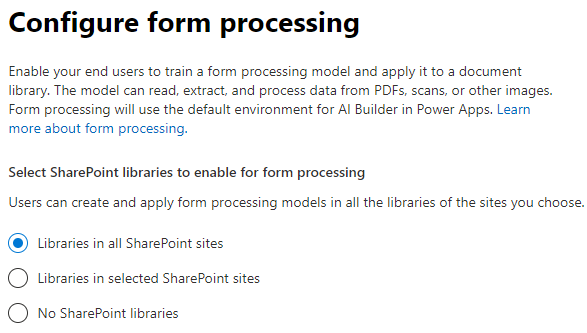 Configure form processing
Enable your end users to train a form processing model and apply it to a document
library. The model can read, extract, and process data from PDFs, scans, or other images.
Form processing will use the default environment for AI Builder in Power Apps. Learn
more about form processing.
Select SharePoint libraries to enable for form processing
Users can create and apply form processing models in all the libraries of the sites you choose.
Libraries in all SharePoint sites
Libraries in selected SharePoint sites
No SharePoint libraries